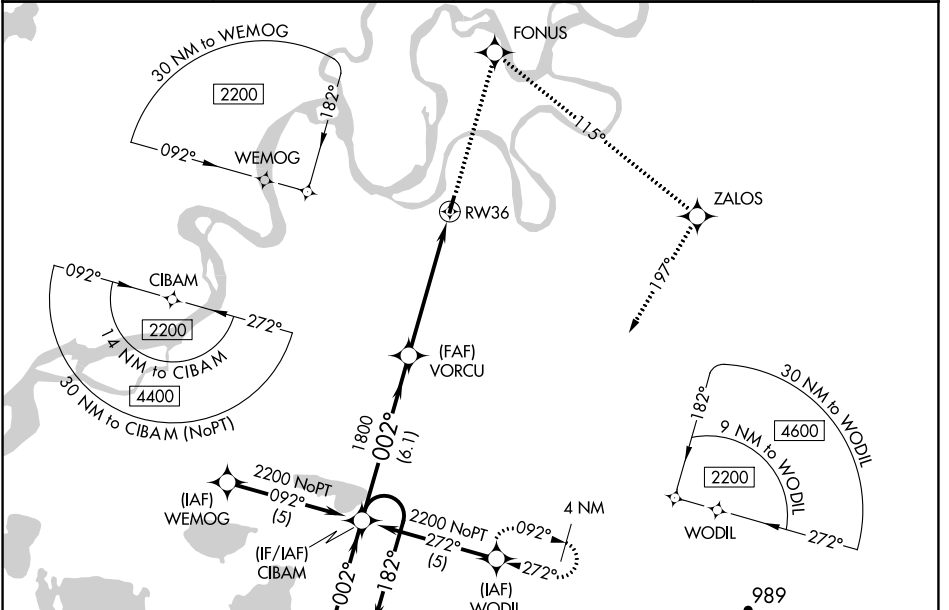 FONUS
30 NM to WEMOG
2200
182°
092°
WEMOG
115°
RW36
ZALOS
197°
092°
CIBAM
272°
2200
14 NM to CIBAM
4400
30 NM to CIBAM (NoPT)
(FAF)
VORCU
1800
002°
(6.1)
182°
30 NM to WODIL
4600
9 NM to WODIL
2200
WODIL
272°
2200 NoPT
092°
(5)
(IAF)
WEMOG
2200 NoPT
272°
(5)
092°
4 NM
272°
(IF/IAF)
CIBAM
002°
182°
(IAF)
WODIL
989